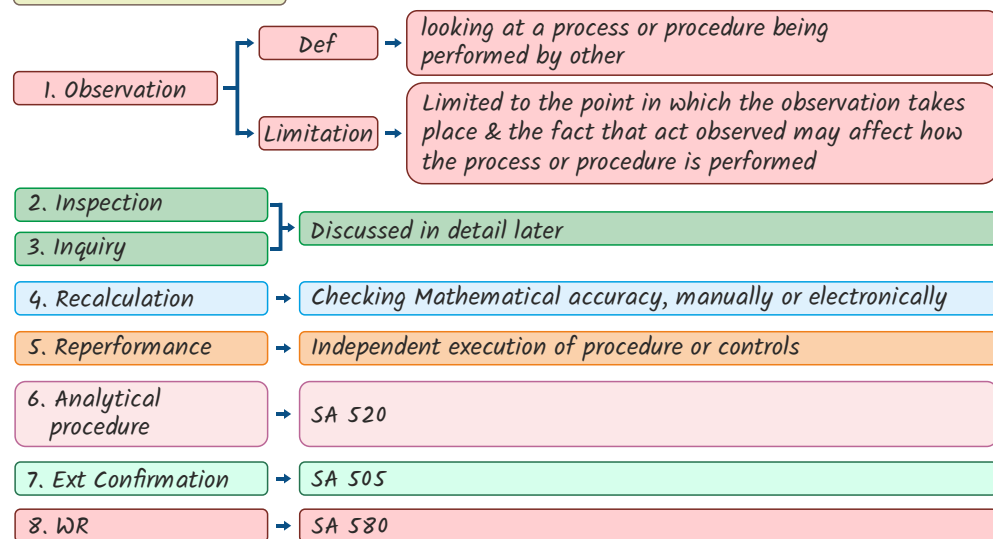 1. Observation
Def
looking at a process or procedure being
performed by other
Limitation
Limited to the point in which the observation takes
place & the fact that act observed may affect how
the process or procedure is performed
2. Inspection
3. Inquiry
Discussed in detail later
4. Recalculation
Checking Mathematical accuracy, manually or electronically
5. Reperformance
Independent execution of procedure or controls
6. Analytical
procedure
SA 520
7. Ext Confirmation
SA 505
8. WR
SA 580